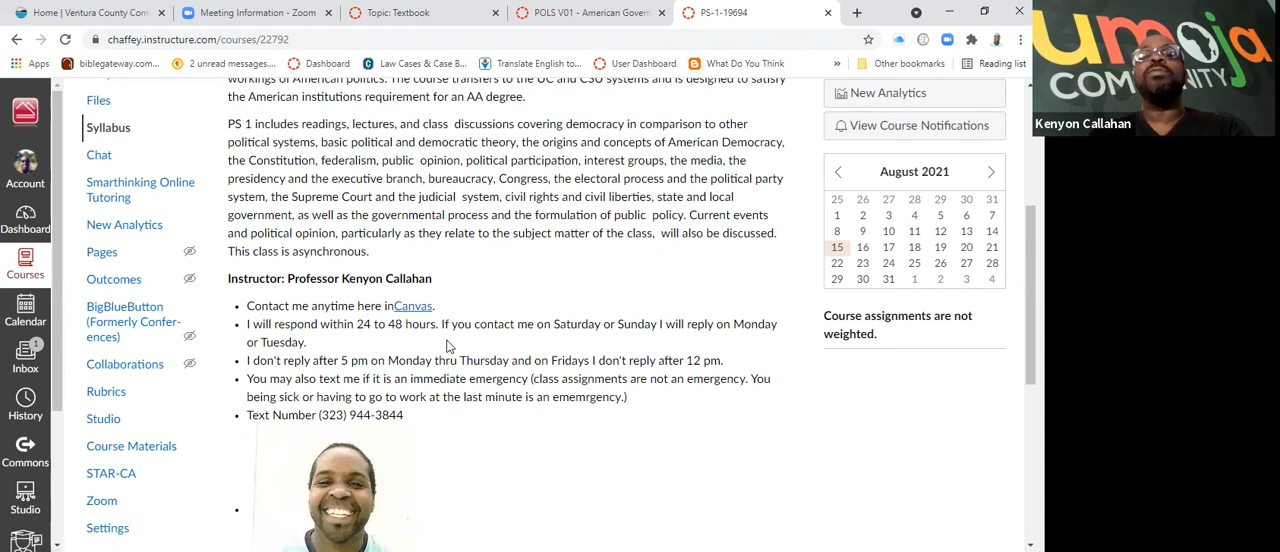 Home | Ventura County Com
Meeting Information - Zoom
Topic: Textbook
POLS V01 - American Govern
PS-1-19694
chaffey.instructure.com/courses/22792
Apps
biblegateway.com
2 unread messages....
Dashboard
Law Cases & Case B...
Translate English to...
User Dashboard
What Do You Think
»
Other bookmarks
Reading list
umoja
COMMUNITY
Kenyon Callahan
Account
Dashboard
Courses
Calendar
1
Inbox
History
Commons
Studio
Files
Syllabus
Chat
Smarthinking Online
Tutoring
New Analytics
Pages
Outcomes
BigBlueButton
(Formerly Confer-
ences)
Collaborations
Rubrics
Studio
Course Materials
STAR-CA
Zoom
Settings
workings of American politics. The course transfers to the UC and CSU systems and is designed to satisfy
the American institutions requirement for an AA degree.
PS 1 includes readings, lectures, and class discussions covering democracy in comparison to other
political systems, basic political and democratic theory, the origins and concepts of American Democracy,
the Constitution, federalism, public opinion, political participation, interest groups, the media, the
presidency and the executive branch, bureaucracy, Congress, the electoral process and the political party
system, the Supreme Court and the judicial system, civil rights and civil liberties, state and local
government, as well as the governmental process and the formulation of public policy. Current events
and political opinion, particularly as they relate to the subject matter of the class, will also be discussed.
This class is asynchronous.
Instructor: Professor Kenyon Callahan
• Contact me anytime here inCanvas.
• I will respond within 24 to 48 hours. If you contact me on Saturday or Sunday I will reply on Monday
or Tuesday.
• I don't reply after 5 pm on Monday thru Thursday and on Fridays I don't reply after 12 pm.
• You may also text me if it is an immediate emergency (class assignments are not an emergency. You
being sick or having to go to work at the last minute is an ememrgency.)
• Text Number (323) 944-3844
New Analytics
View Course Notifications
August 2021
25 26 27 28 29 30 31
1 2 3 4 5 6 7
8 9 10 11 12 13 14
15 16 17 18 19 20 21
22 23 24 25 26 27 28
29 30 31 1 2 3 4
Course assignments are not
weighted.